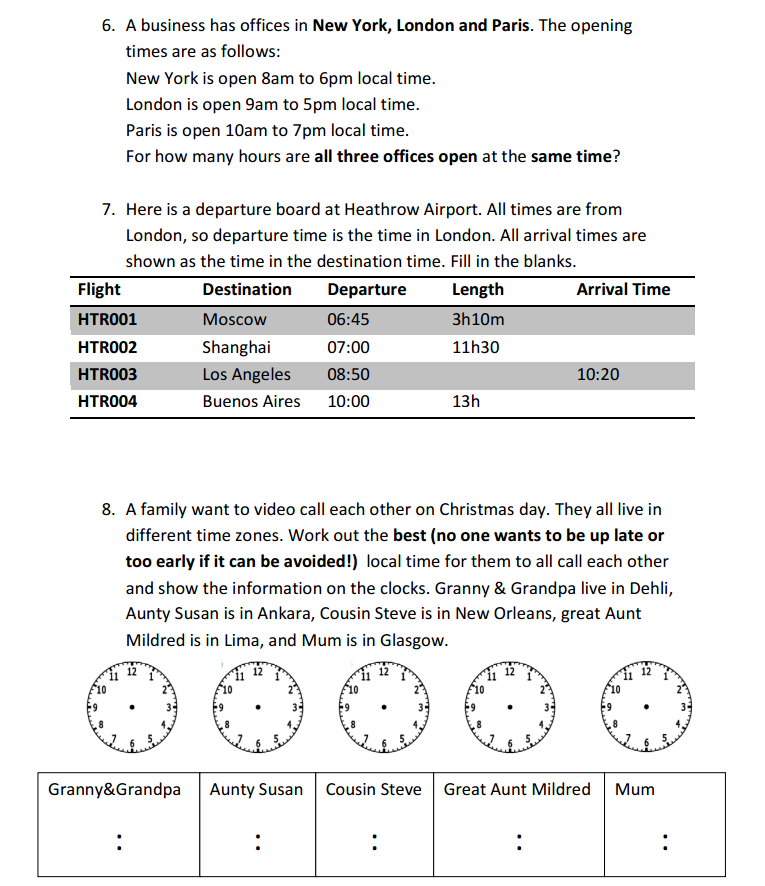 6. A business has offices in New York, London and Paris. The opening
times are as follows:
New York is open 8am to 6pm local time.
London is open 9am to 5pm local time.
Paris is open 10am to 7pm local time.
For how many hours are all three offices open at the same time?
7. Here is a departure board at Heathrow Airport. All times are from
London, so departure time is the time in London. All arrival times are
shown as the time in the destination time. Fill in the blanks.
Flight Destination Departure Length Arrival Time
HTR001 Moscow 06:45 3h10m
HTR002 Shanghai 07:00 11h30
HTR003 Los Angeles 08:50 10:20
HTR004 Buenos Aires 10:00 13h
8. A family want to video call each other on Christmas day. They all live in
different time zones. Work out the best (no one wants to be up late or
too early if it can be avoided!) local time for them to all call each other
and show the information on the clocks. Granny & Grandpa live in Dehli,
Aunty Susan is in Ankara, Cousin Steve is in New Orleans, great Aunt
Mildred is in Lima, and Mum is in Glasgow.
12 1 2 3 4 5 6 7 8 9 10 11
12 1 2 3 4 5 6 7 8 9 10 11
12 1 2 3 4 5 6 7 8 9 10 11
12 1 2 3 4 5 6 7 8 9 10 11
12 1 2 3 4 5 6 7 8 9 10 11
Granny&Grandpa Aunty Susan Cousin Steve Great Aunt Mildred Mum
: : : : :